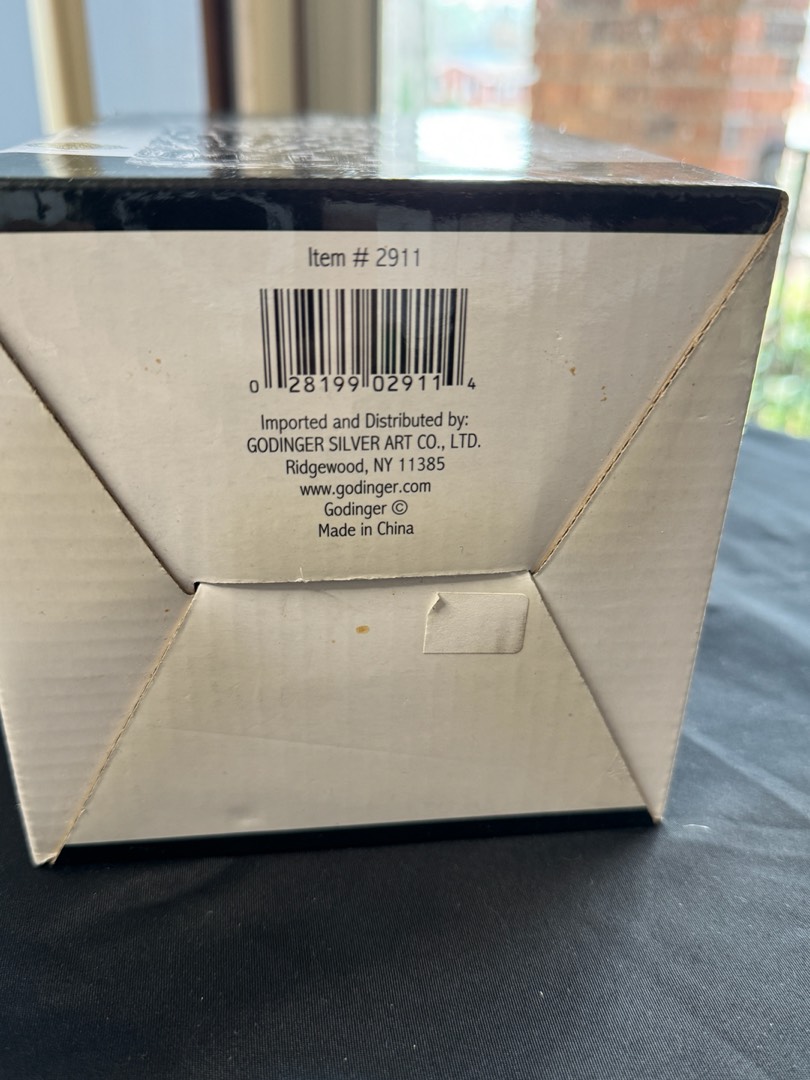 Item # 2911
0 28199 02911 4
Imported and Distributed by:
GODINGER SILVER ART CO., LTD.
Ridgewood, NY 11385
www.godinger.com
Godinger ©
Made in China